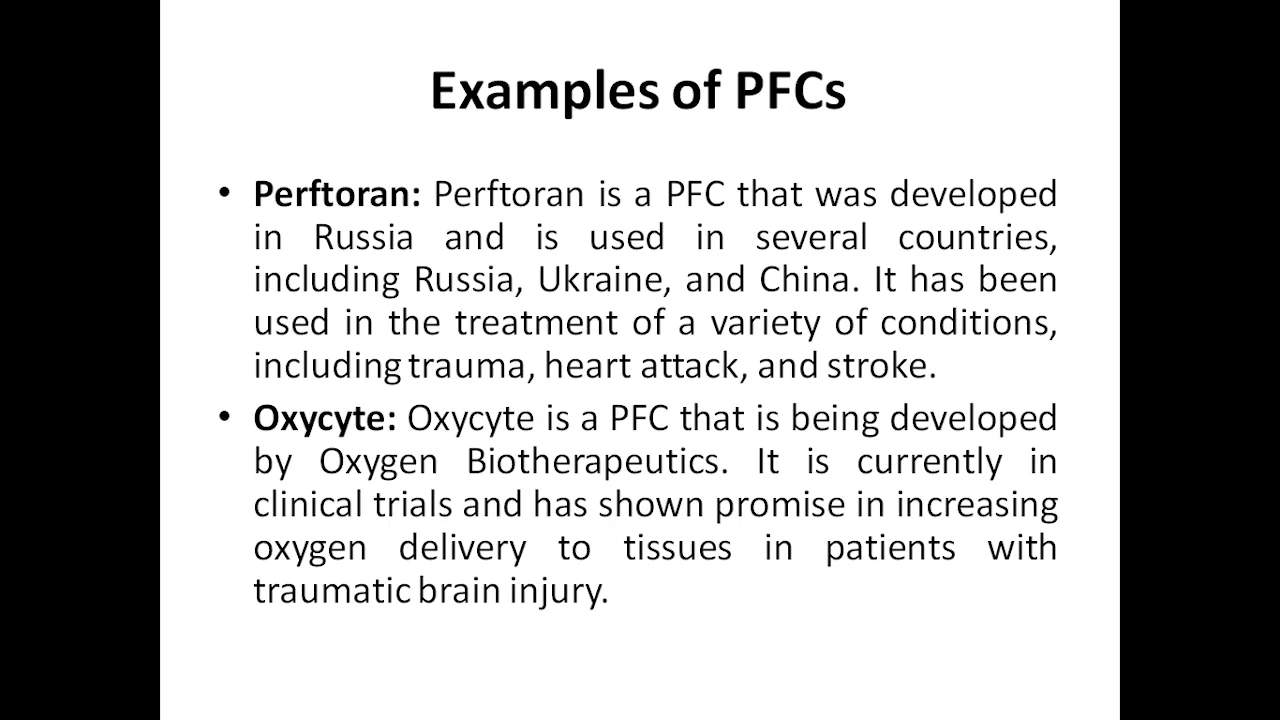 Examples of PFCs
• Perftoran: Perftoran is a PFC that was developed
in Russia and is used in several countries,
including Russia, Ukraine, and China. It has been
used in the treatment of a variety of conditions,
including trauma, heart attack, and stroke.
• Oxycyte: Oxycyte is a PFC that is being developed
by Oxygen Biotherapeutics. It is currently in
clinical trials and has shown promise in increasing
oxygen delivery to tissues in patients with
traumatic brain injury.